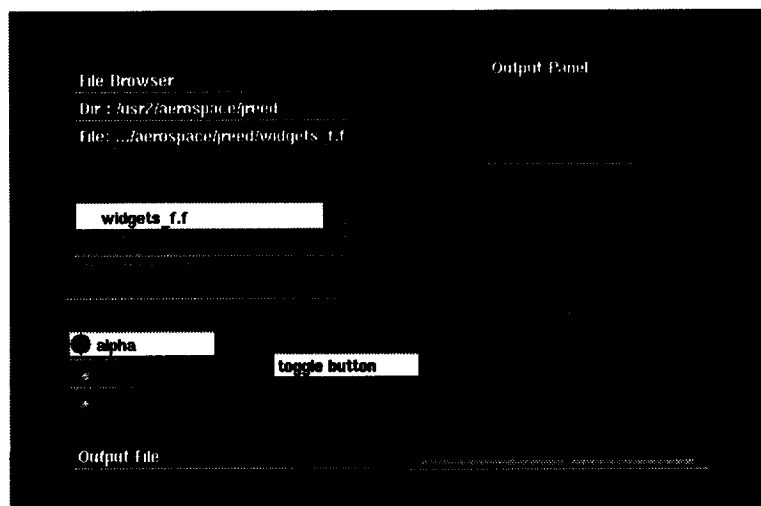 File Browser
Dir : /usr2/aerospace/jreed
File: .../aerospace/jreed/widgets_f.f
widgets_f.f
alpha
toggle button
Output File
Output Panel